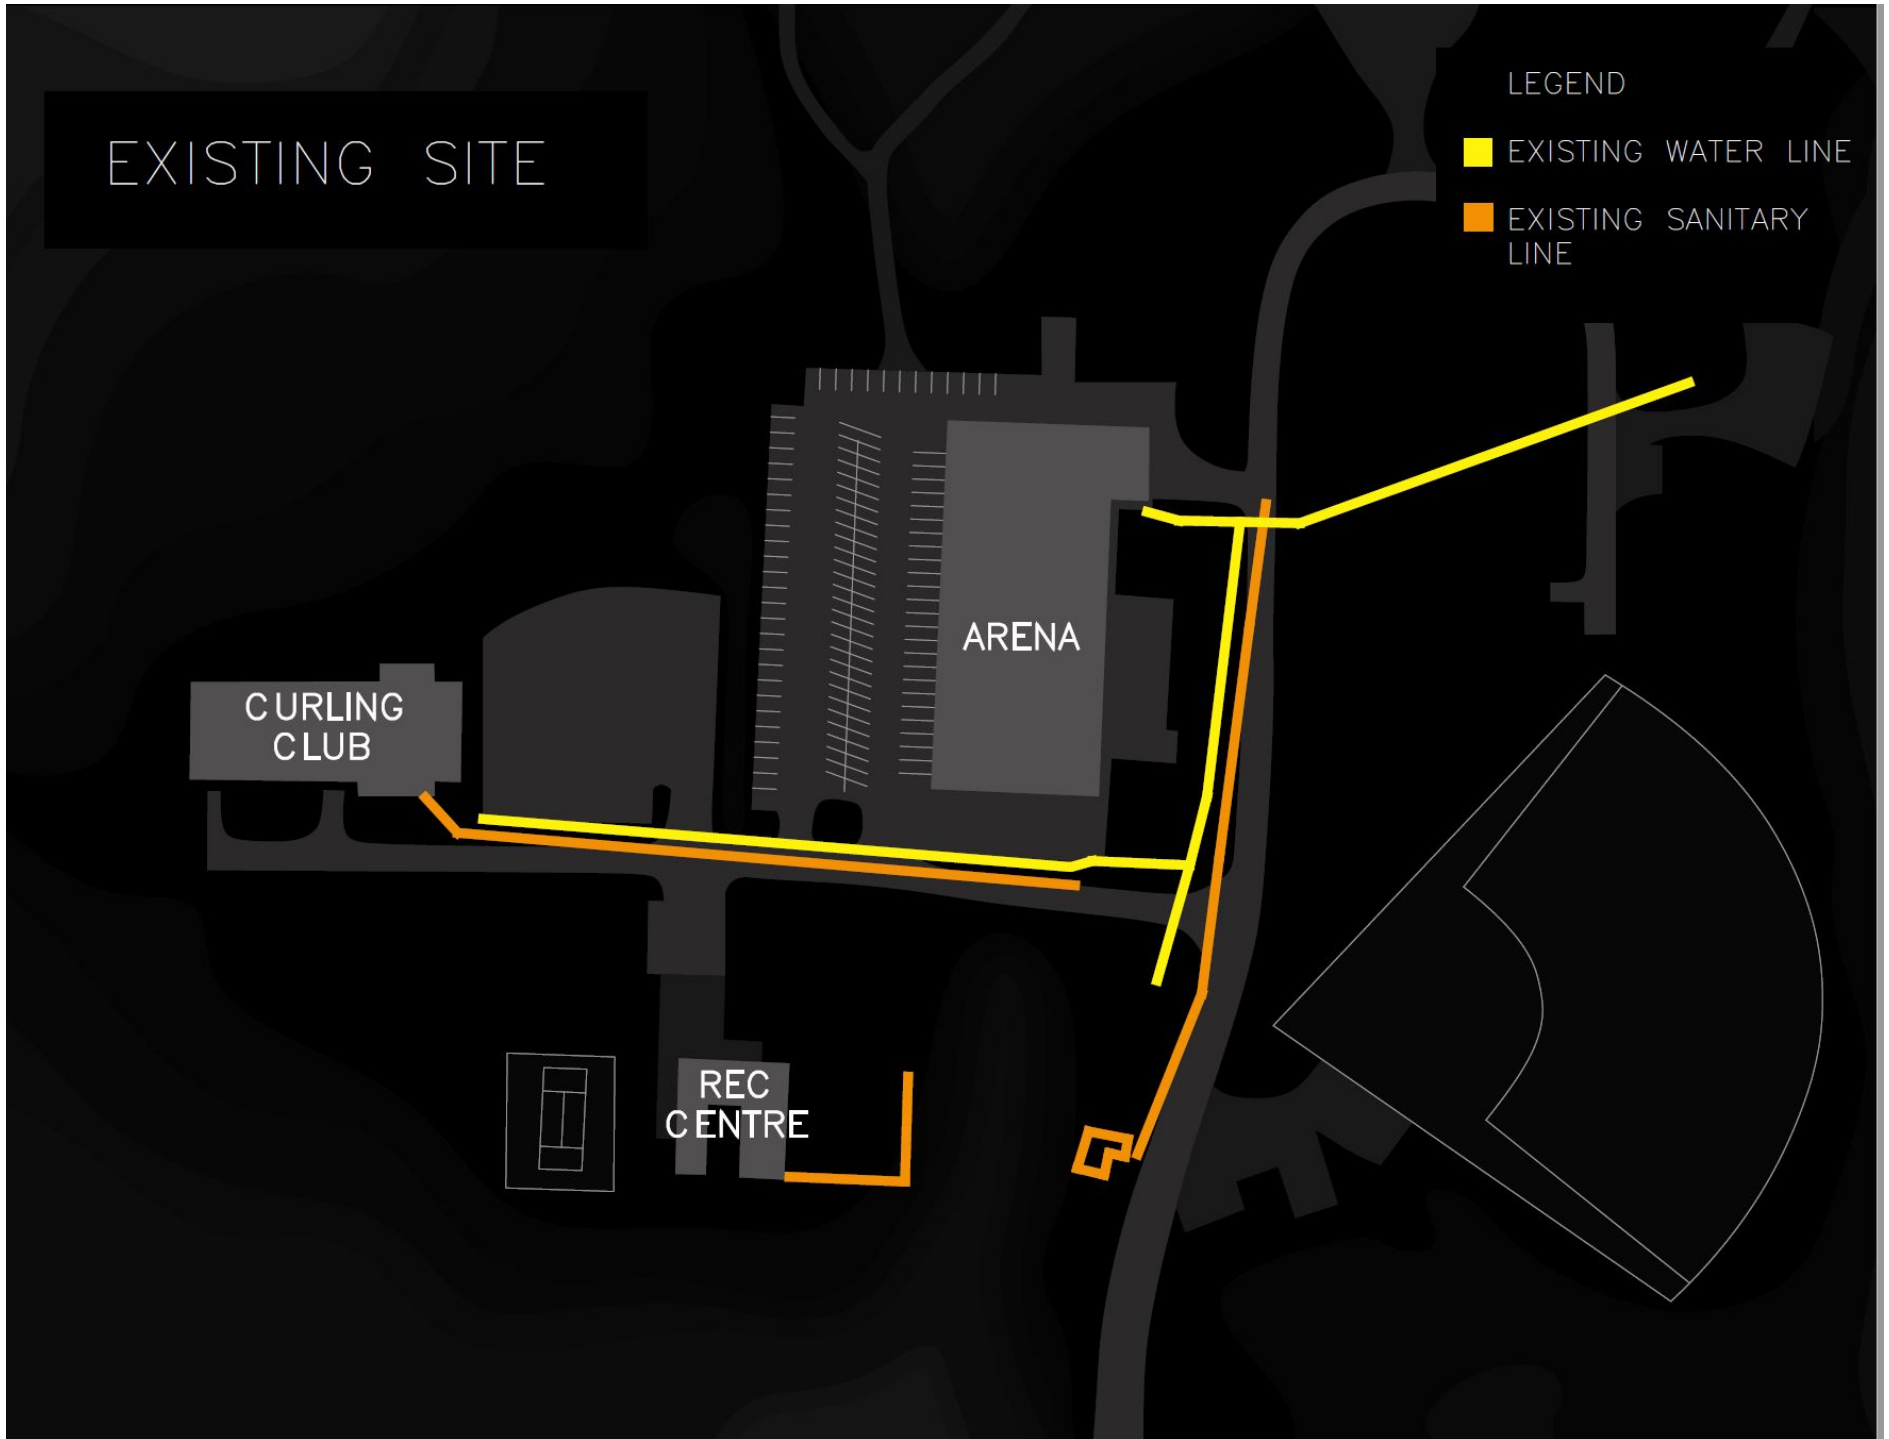 EXISTING SITE
LEGEND
EXISTING WATER LINE
EXISTING SANITARY
LINE
ARENA
CURLING
CLUB
REC
CENTRE